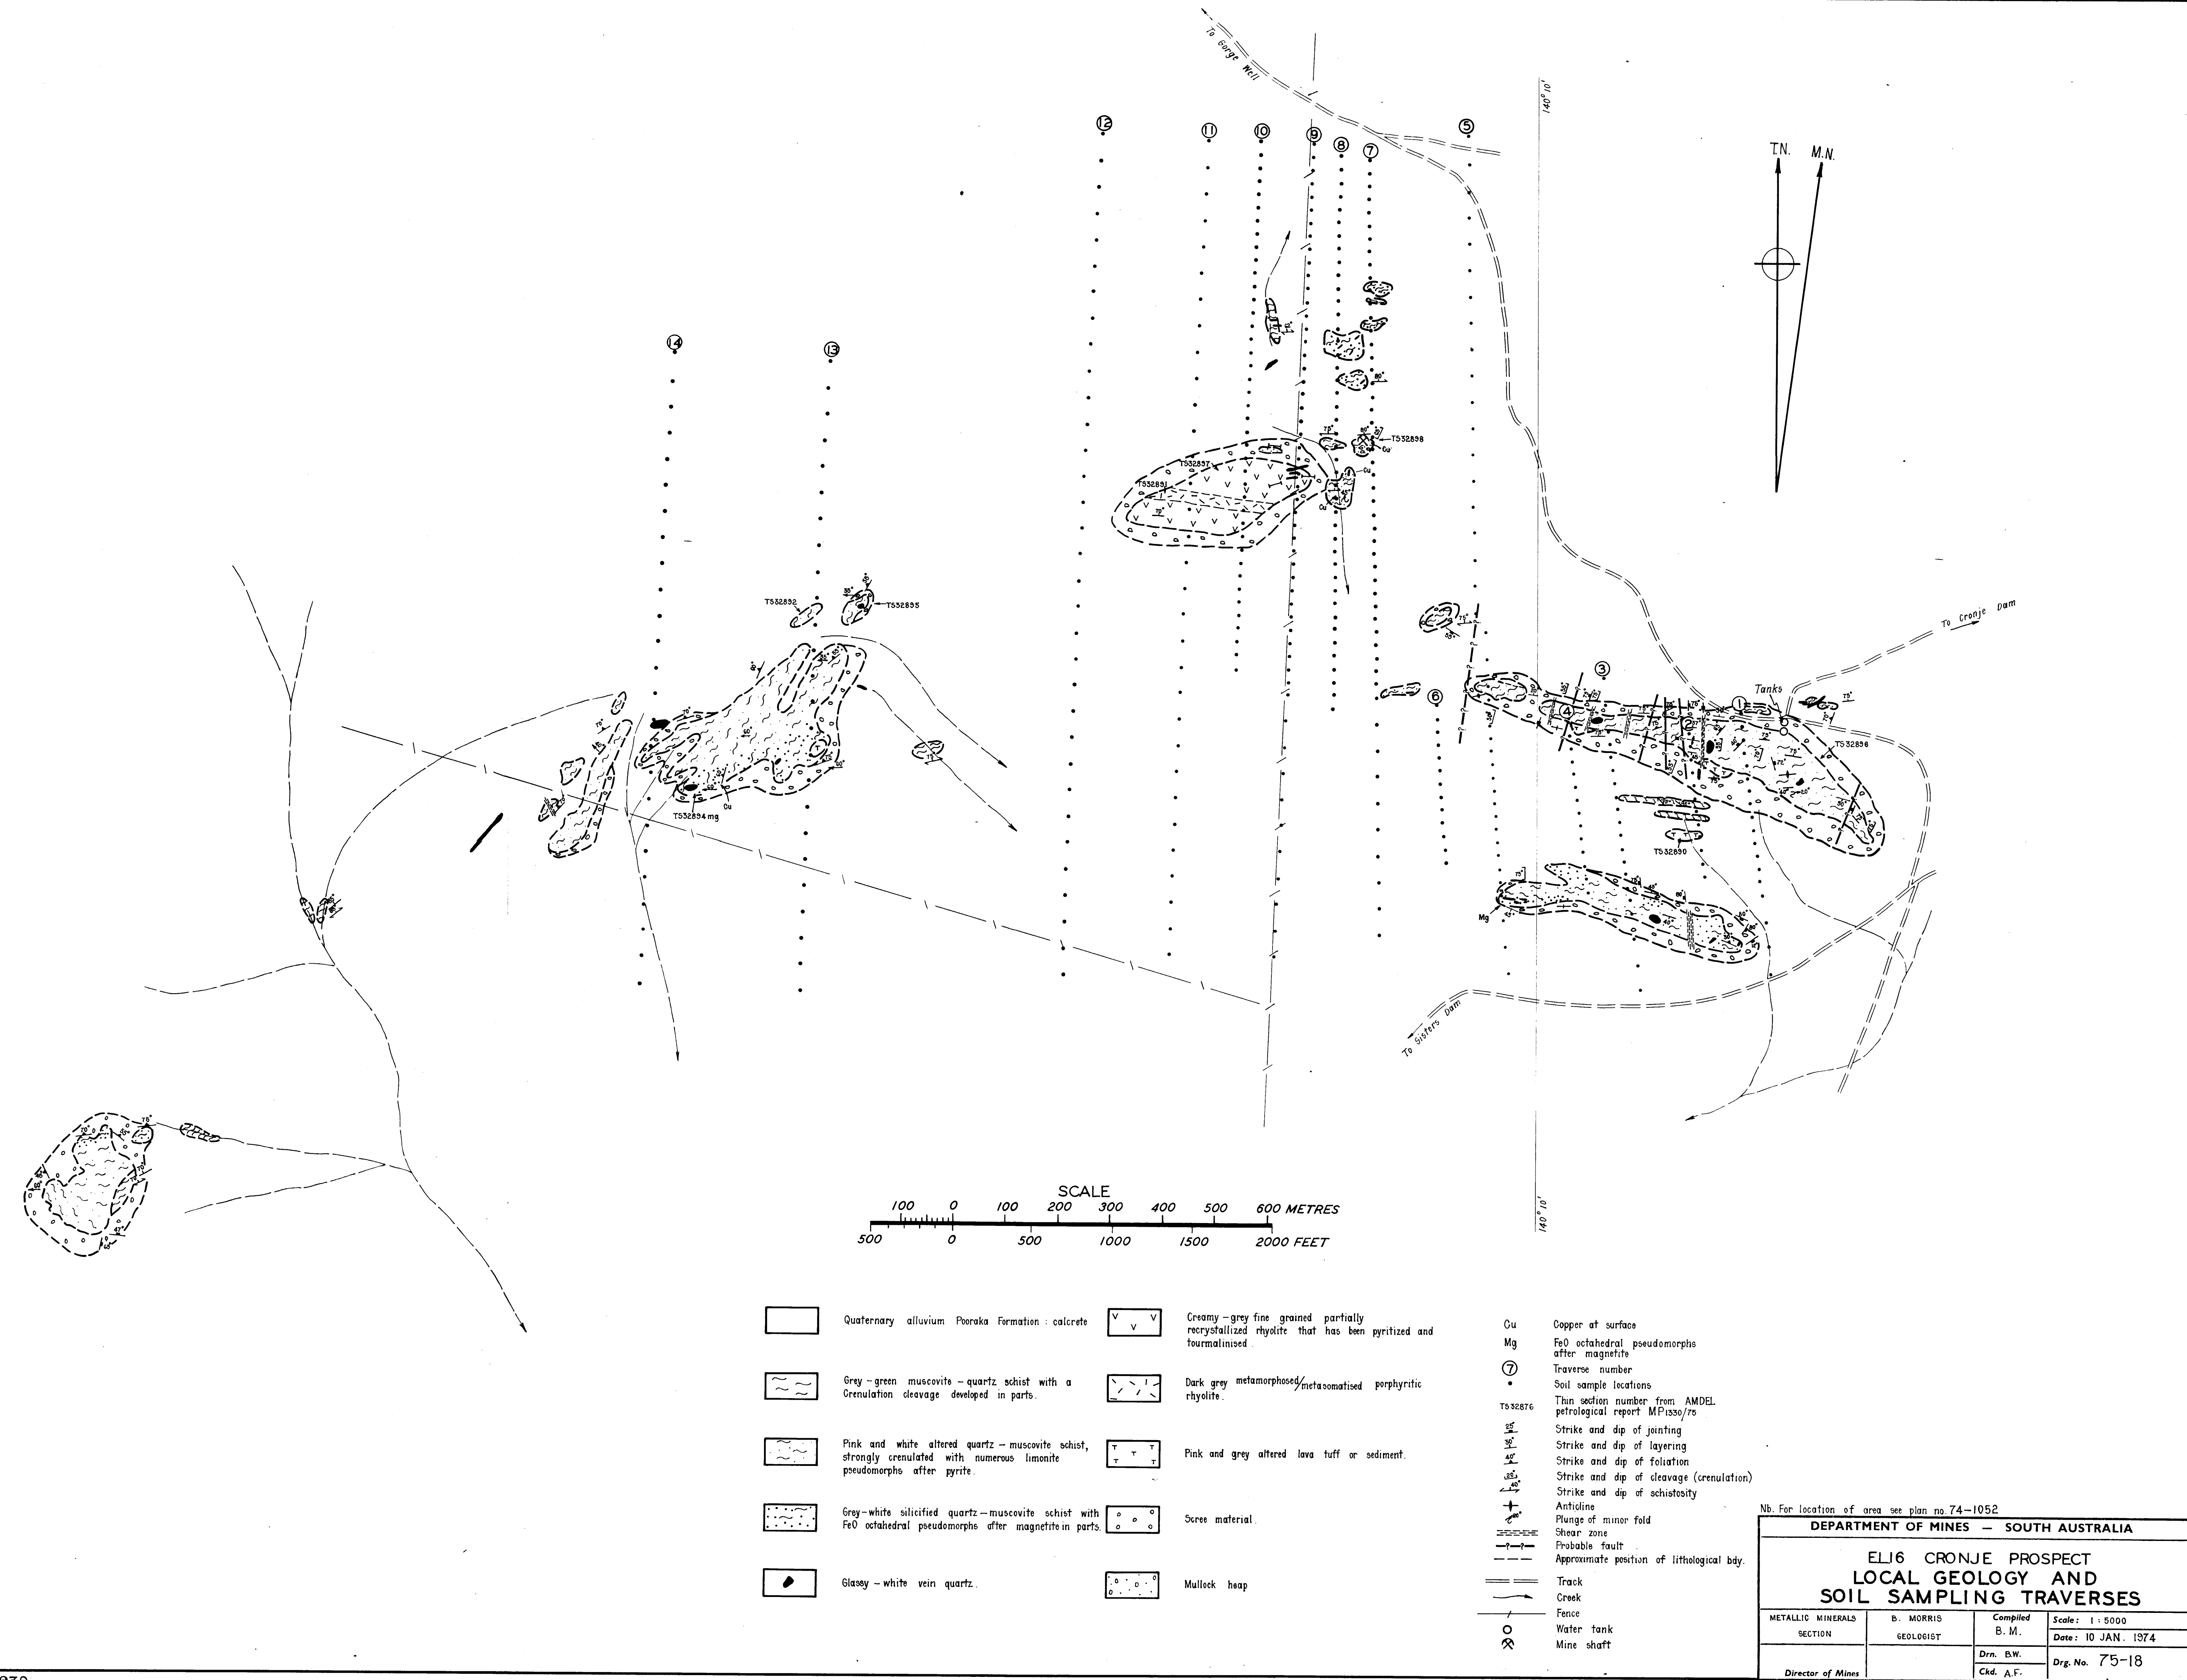 To Gorge Well
140° 10'
T.N. M.N.
12
11
10
9
8
7
5
14
13
TS32898
Cu
TS32897
TS32891
Cu
Cu
TS32892
TS32895
To Cronje Dam
3
6
4
2
1
Tanks
TS32896
TS32894 mg
Cu
TS32890
Mg
To Sisters Dam
140° 10'
SCALE
100 0 100 200 300 400 500 600 METRES
500 0 500 1000 1500 2000 FEET
Quaternary alluvium Pooraka Formation : calcrete
Grey - green muscovite - quartz schist with a
Crenulation cleavage developed in parts.
Pink and white altered quartz - muscovite schist,
strongly crenulated with numerous limonite
pseudomorphs after pyrite.
Grey-white silicified quartz-muscovite schist with
FeO octahedral pseudomorphs after magnetite in parts.
Glassy - white vein quartz.
Creamy - grey fine grained partially
recrystallized rhyolite that has been pyritized and
tourmalinised.
Dark grey metamorphosed/metasomatised porphyritic
rhyolite.
Pink and grey altered lava tuff or sediment.
Scree material.
Mullock heap
Cu Copper at surface
Mg FeO octahedral pseudomorphs
after magnetite
7 Traverse number
Soil sample locations
TS32876 Thin section number from AMDEL
petrological report MP1330/75
25° Strike and dip of jointing
Strike and dip of layering
40° Strike and dip of foliation
Strike and dip of cleavage (crenulation)
40° Strike and dip of schistosity
Anticline
Plunge of minor fold
Shear zone
Probable fault
Approximate position of lithological bdy.
Track
Creek
Fence
Water tank
Mine shaft
Nb. For location of area see plan no. 74-1052
DEPARTMENT OF MINES — SOUTH AUSTRALIA
EL16 CRONJE PROSPECT
LOCAL GEOLOGY AND
SOIL SAMPLING TRAVERSES
METALLIC MINERALS
SECTION
B. MORRIS
GEOLOGIST
Compiled
B. M.
Scale: 1:5000
Date: 10 JAN. 1974
Drn. B.W.
Ckd. A.F.
Drg. No. 75-18
Director of Mines